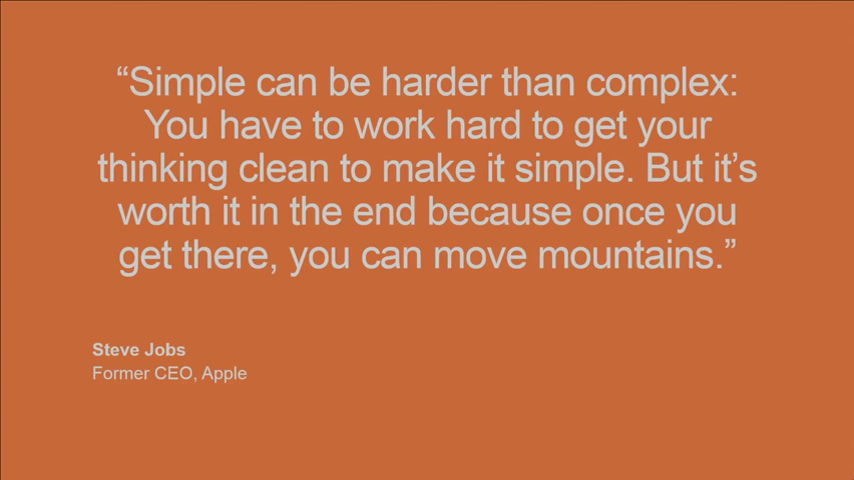 “Simple can be harder than complex:
You have to work hard to get your
thinking clean to make it simple. But it’s
worth it in the end because once you
get there, you can move mountains.”
Steve Jobs
Former CEO, Apple